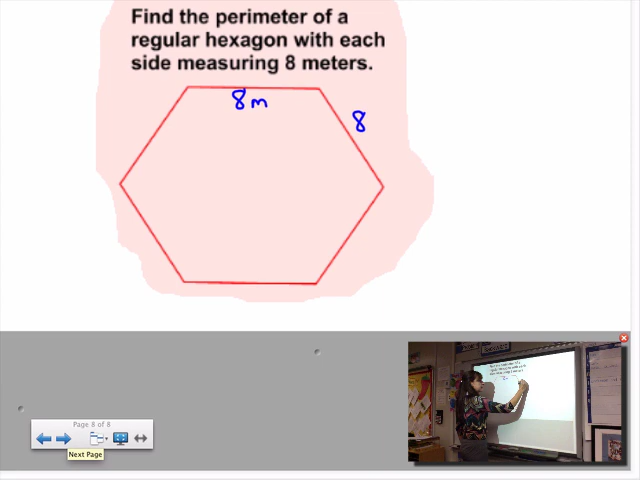 Find the perimeter of a
regular hexagon with each
side measuring 8 meters.
8m
8
Page 8 of 8
Next Page